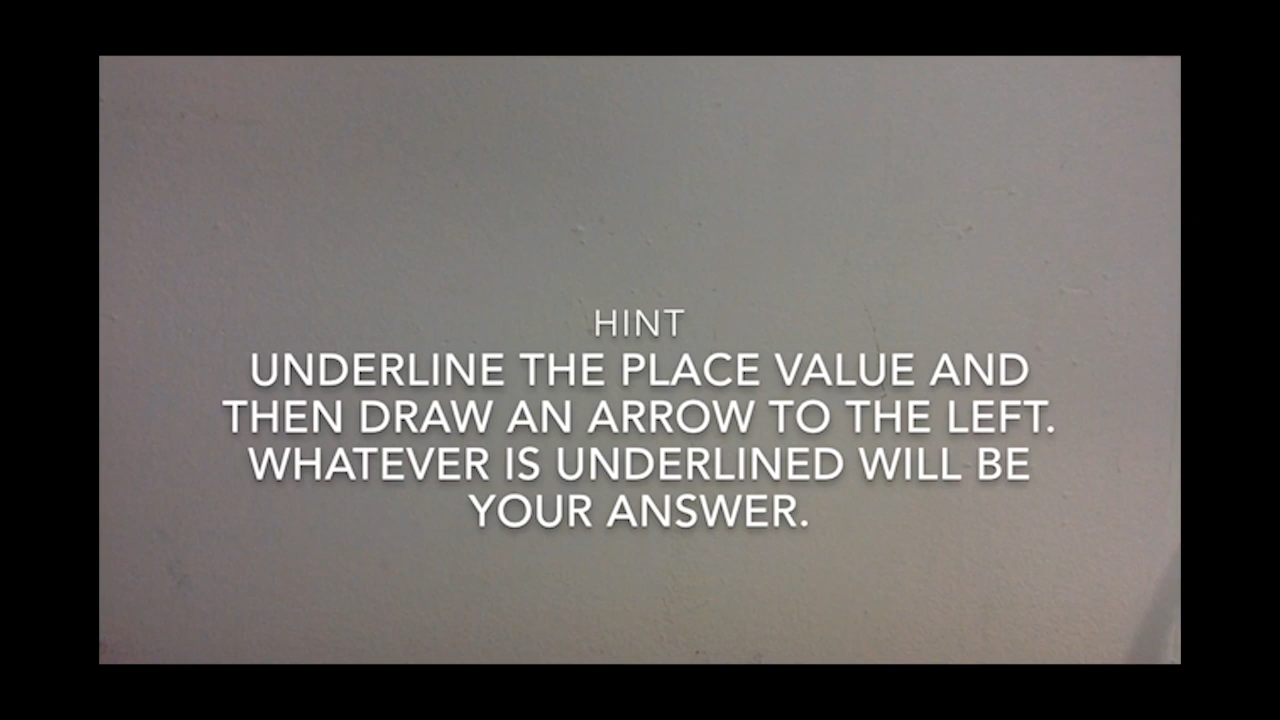 HINT
UNDERLINE THE PLACE VALUE AND
THEN DRAW AN ARROW TO THE LEFT.
WHATEVER IS UNDERLINED WILL BE
YOUR ANSWER.